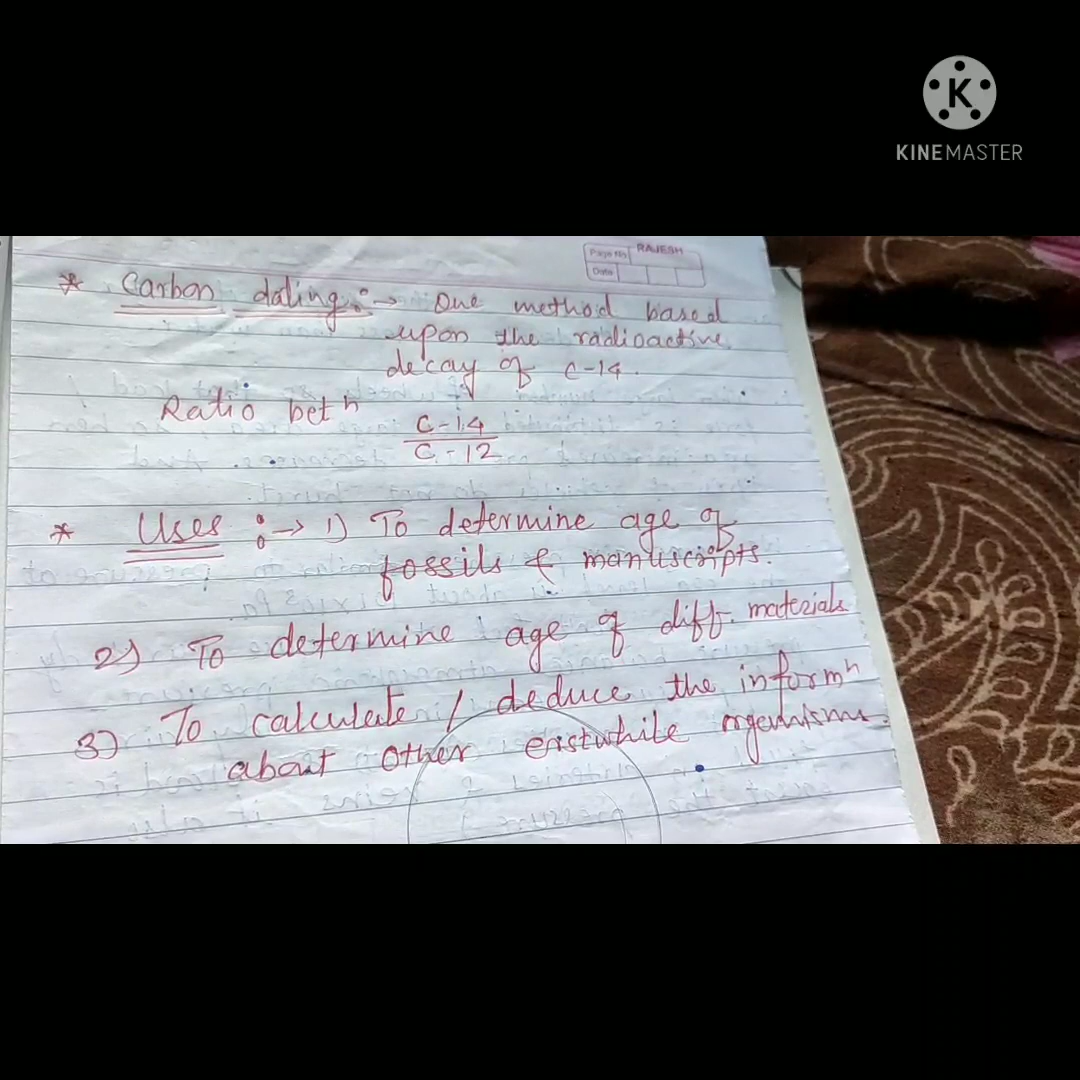 K
KINEMASTER
Page No RAJESH
Date
* Carbon dating :→ One method based
upon the radioactive
decay of C-14.
Ratio betn C-14
C-12
* Uses :→ 1) To determine age of
fossils & manuscripts.
2) To determine age of diff. materials
3) To calculate / deduce the informn
about other erstwhile organisms.